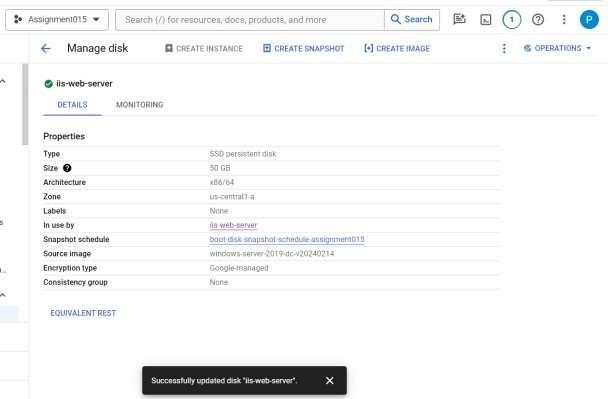 Assignment015 Search (/) for resources, docs, products, and more Search 1 P
Manage disk CREATE INSTANCE CREATE SNAPSHOT CREATE IMAGE OPERATIONS
iis-web-server
DETAILS MONITORING
Properties
Type SSD persistent disk
Size 50 GB
Architecture x86/64
Zone us-central1-a
Labels None
In use by iis-web-server
Snapshot schedule boot-disk-snapshot-schedule-assignment015
Source image windows-server-2019-dc-v20240214
Encryption type Google-managed
Consistency group None
EQUIVALENT REST
Successfully updated disk "iis-web-server".